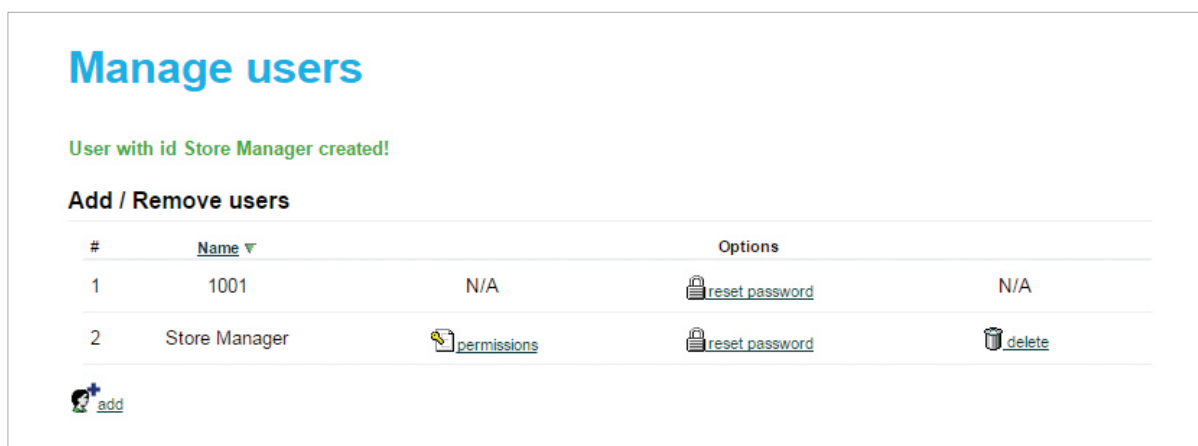 Manage users
User with id Store Manager created!
Add / Remove users
# Name Options
1 1001 N/A reset password N/A
2 Store Manager permissions reset password delete
add